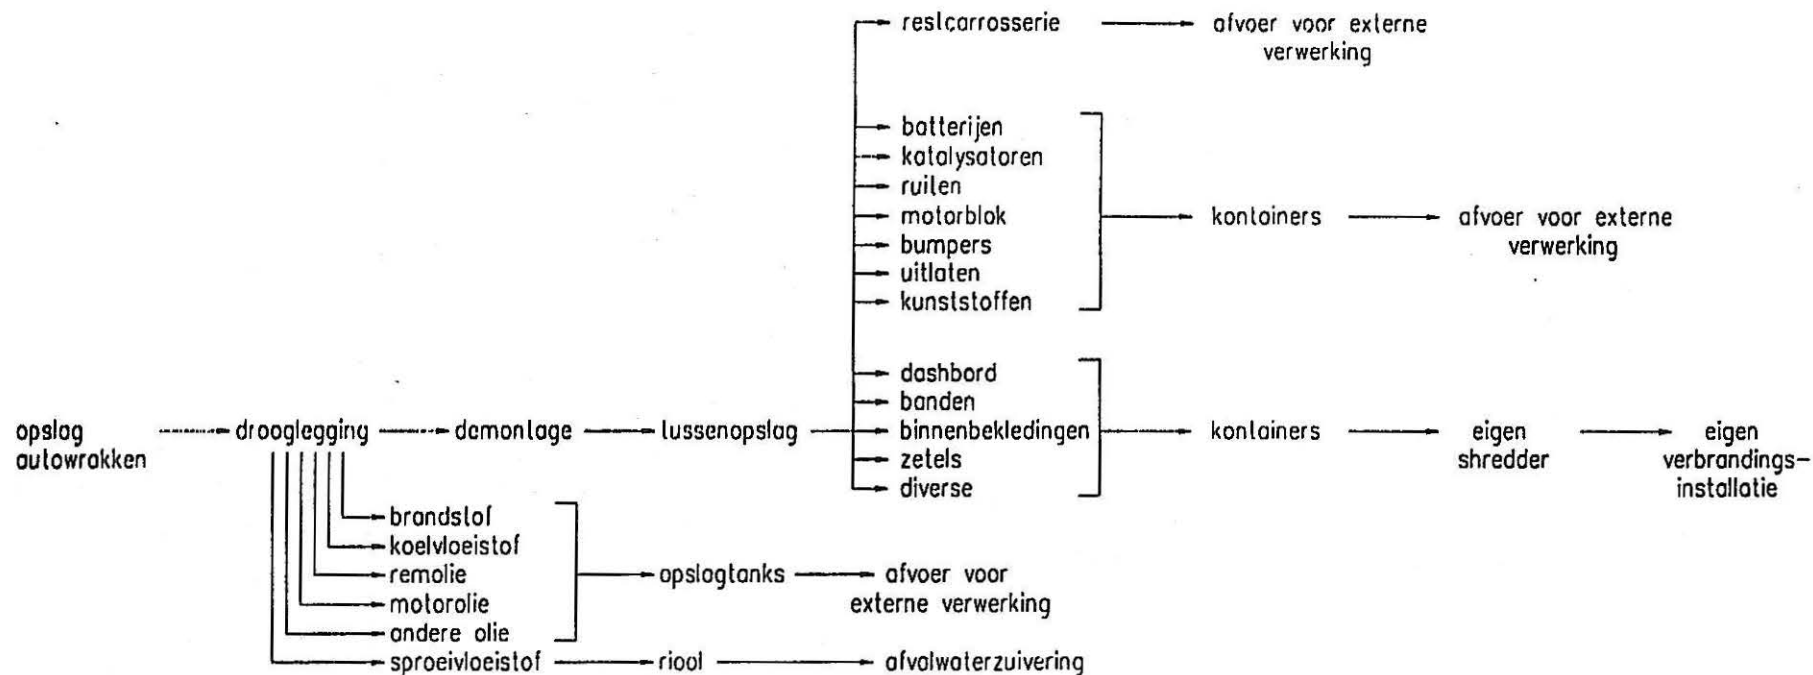 restcarrosserie
afvoer voor externe
verwerking
batterijen
katalysatoren
ruiten
motorblok
bumpers
uitlaten
kunststoffen
kontainers
afvoer voor externe
verwerking
dashbord
banden
binnenbekledingen
zetels
diverse
kontainers
eigen
shredder
eigen
verbrandings-
installatie
opslag
autowrakken
drooglegging
demontage
tussenopslag
brandstof
koelvloeistof
remolie
motorolie
andere olie
opslagtanks
afvoer voor
externe verwerking
sproeivloeistof
riool
afvalwaterzuivering